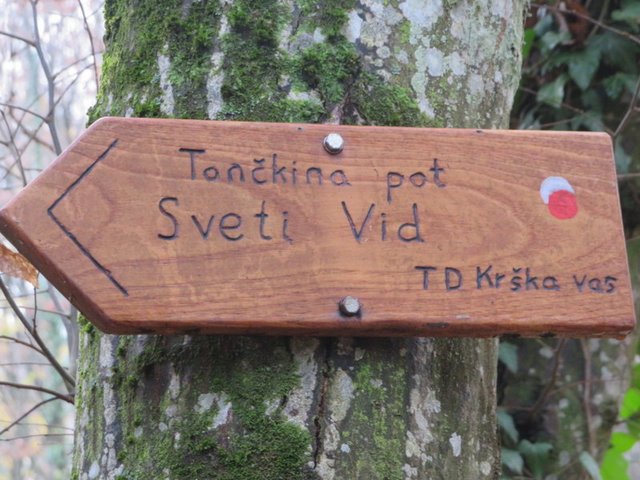 Tončkina pot
Sveti Vid
TD Krška vas